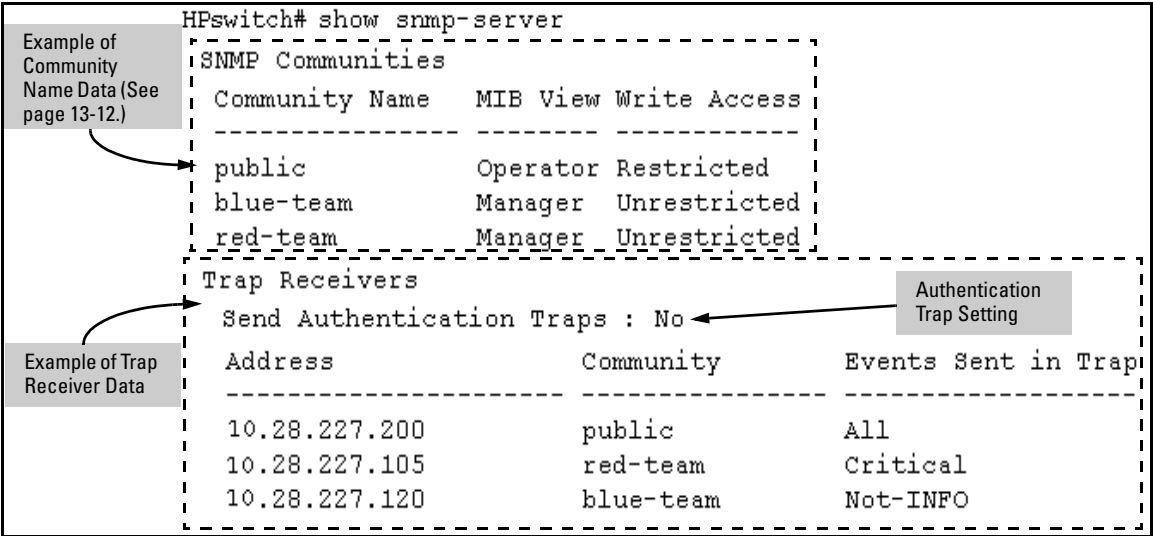 HPswitch# show snmp-server
Example of
Community
Name Data (See
page 13-12.)
SNMP Communities
Community Name MIB View Write Access
---------------- -------- ------------
public Operator Restricted
blue-team Manager Unrestricted
red-team Manager Unrestricted
Trap Receivers
Send Authentication Traps : No
Authentication
Trap Setting
Example of Trap
Receiver Data
Address Community Events Sent in Trap
---------------------- ---------------- -------------------
10.28.227.200 public All
10.28.227.105 red-team Critical
10.28.227.120 blue-team Not-INFO